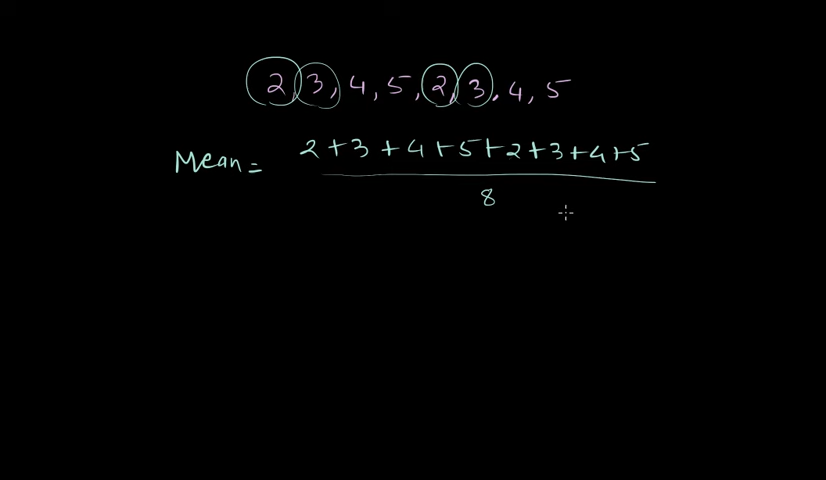 2, 3, 4, 5, 2, 3. 4, 5
Mean = 2 + 3 + 4 + 5 + 2 + 3 + 4 + 5
8